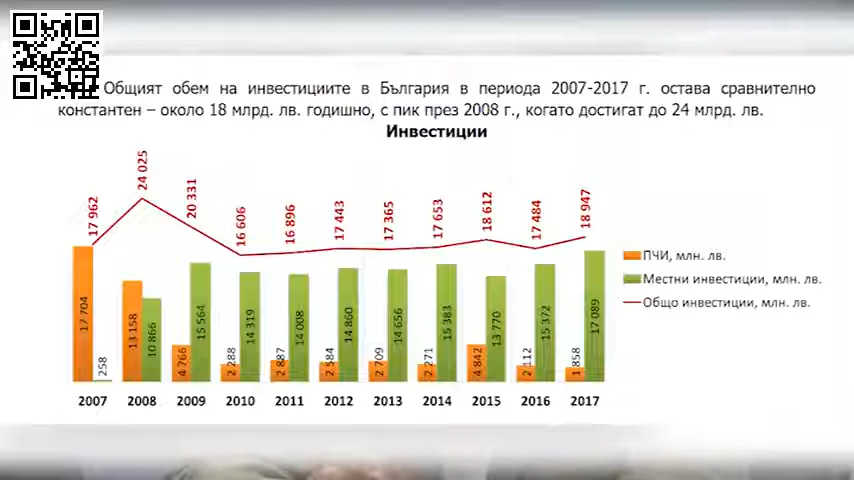 Общият обем на инвестициите в България в периода 2007-2017 г. остава сравнително
константен – около 18 млрд. лв. годишно, с пик през 2008 г., когато достигат до 24 млрд. лв.
Инвестиции
17 962 24 025 20 331 16 606 16 896 17 443 17 365 17 653 18 612 17 484 18 947
17 704 13 158 4 766 2 288 2 887 2 584 2 709 2 271 4 842 2 112 1 858
258 10 866 15 564 14 319 14 008 14 860 14 656 15 383 13 770 15 372 17 089
2007 2008 2009 2010 2011 2012 2013 2014 2015 2016 2017
ПЧИ, млн. лв.
Местни инвестиции, млн. лв.
Общо инвестиции, млн. лв.